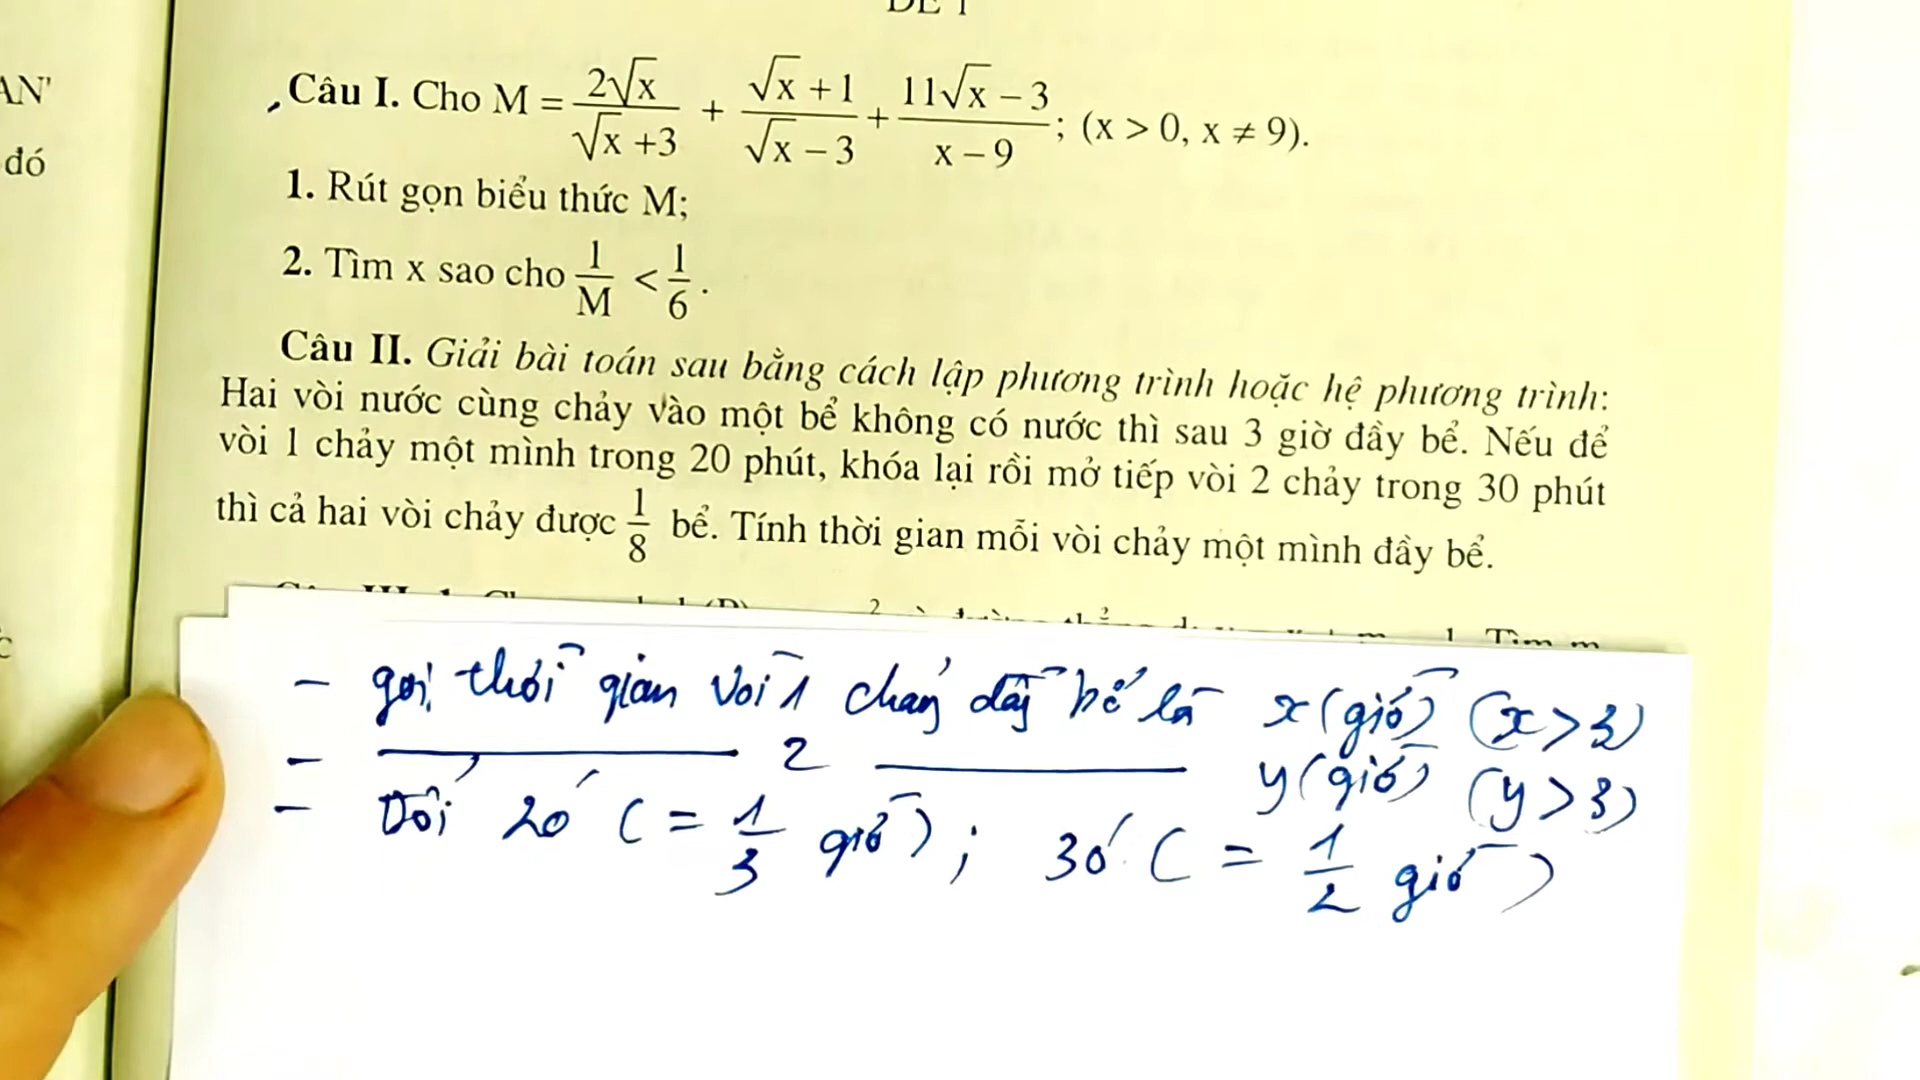 ĐỀ 1
AN'
đó
Câu I. Cho M = 2√x/(√x + 3) + (√x + 1)/(√x – 3) + (11√x – 3)/(x – 9); (x > 0, x ≠ 9).
1. Rút gọn biểu thức M;
2. Tìm x sao cho 1/M < 1/6.
Câu II. Giải bài toán sau bằng cách lập phương trình hoặc hệ phương trình:
Hai vòi nước cùng chảy vào một bể không có nước thì sau 3 giờ đầy bể. Nếu để
vòi 1 chảy một mình trong 20 phút, khóa lại rồi mở tiếp vòi 2 chảy trong 30 phút
thì cả hai vòi chảy được 1/8 bể. Tính thời gian mỗi vòi chảy một mình đầy bể.
– gọi thời gian vòi 1 chảy đầy bể là x (giờ) (x > 3)
– ——— 2 ——— y (giờ) (y > 3)
– Đổi 20' (= 1/3 giờ); 30' (= 1/2 giờ)